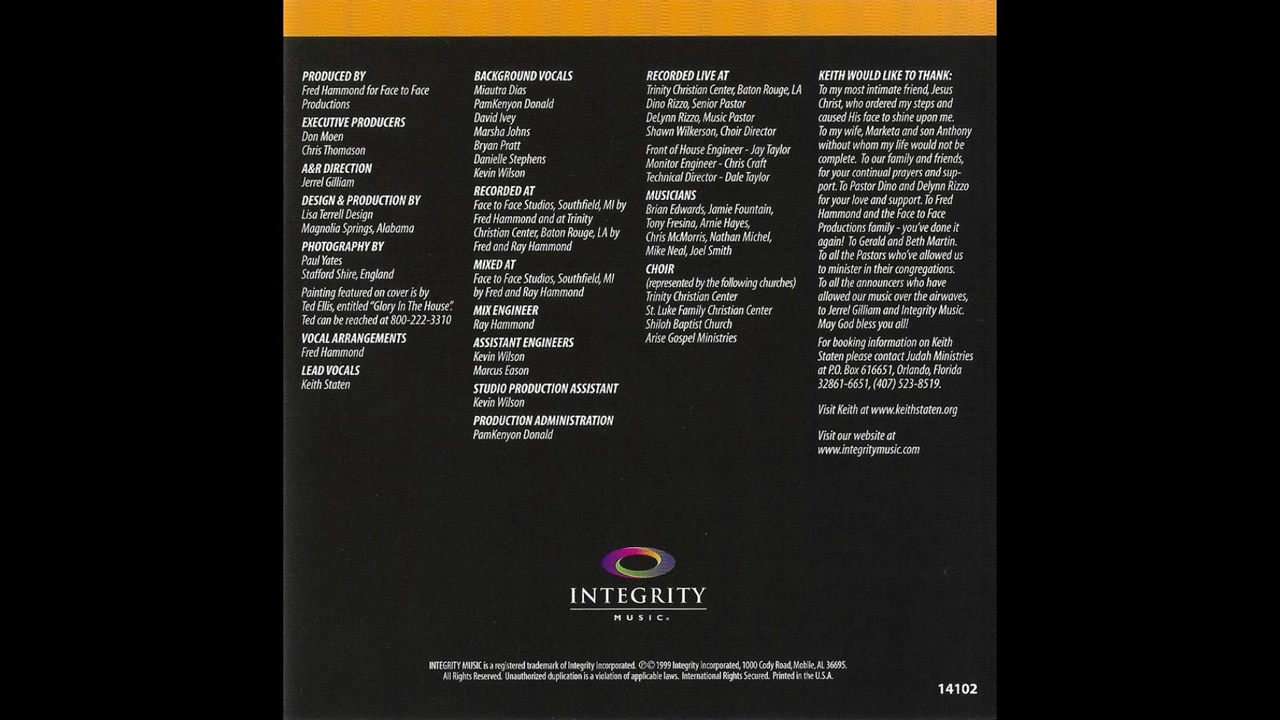 PRODUCED BY
Fred Hammond for Face to Face
Productions
EXECUTIVE PRODUCERS
Don Moen
Chris Thomason
A&R DIRECTION
Jerrel Gilliam
DESIGN & PRODUCTION BY
Lisa Terrell Design
Magnolia Springs, Alabama
PHOTOGRAPHY BY
Paul Yates
Stafford Shire, England
Painting featured on cover is by
Ted Ellis, entitled "Glory In The House".
Ted can be reached at 800-222-3310
VOCAL ARRANGEMENTS
Fred Hammond
LEAD VOCALS
Keith Staten
BACKGROUND VOCALS
Miautra Dias
PamKenyon Donald
David Ivey
Marsha Johns
Bryan Pratt
Danielle Stephens
Kevin Wilson
RECORDED AT
Face to Face Studios, Southfield, MI by
Fred Hammond and at Trinity
Christian Center, Baton Rouge, LA by
Fred and Ray Hammond
MIXED AT
Face to Face Studios, Southfield, MI
by Fred and Ray Hammond
MIX ENGINEER
Ray Hammond
ASSISTANT ENGINEERS
Kevin Wilson
Marcus Eason
STUDIO PRODUCTION ASSISTANT
Kevin Wilson
PRODUCTION ADMINISTRATION
PamKenyon Donald
RECORDED LIVE AT
Trinity Christian Center, Baton Rouge, LA
Dino Rizzo, Senior Pastor
DeLynn Rizzo, Music Pastor
Shawn Wilkerson, Choir Director
Front of House Engineer - Jay Taylor
Monitor Engineer - Chris Craft
Technical Director - Dale Taylor
MUSICIANS
Brian Edwards, Jamie Fountain,
Tony Fresina, Arnie Hayes,
Chris McMorris, Nathan Michel,
Mike Neal, Joel Smith
CHOIR
(represented by the following churches)
Trinity Christian Center
St. Luke Family Christian Center
Shiloh Baptist Church
Arise Gospel Ministries
KEITH WOULD LIKE TO THANK:
To my most intimate friend, Jesus
Christ, who ordered my steps and
caused His face to shine upon me.
To my wife, Marketa and son Anthony
without whom my life would not be
complete. To our family and friends,
for your continual prayers and sup-
port. To Pastor Dino and Delynn Rizzo
for your love and support. To Fred
Hammond and the Face to Face
Productions family - you've done it
again! To Gerald and Beth Martin.
To all the Pastors who've allowed us
to minister in their congregations.
To all the announcers who have
allowed our music over the airwaves,
to Jerrel Gilliam and Integrity Music.
May God bless you all!
For booking information on Keith
Staten please contact Judah Ministries
at P.O. Box 616651, Orlando, Florida
32861-6651, (407) 523-8519.
Visit Keith at www.keithstaten.org
Visit our website at
www.integritymusic.com
INTEGRITY
MUSIC®
INTEGRITY MUSIC is a registered trademark of Integrity Incorporated. ℗© 1999 Integrity Incorporated, 1000 Cody Road, Mobile, AL 36695.
All Rights Reserved. Unauthorized duplication is a violation of applicable laws. International Rights Secured. Printed in the U.S.A.
14102